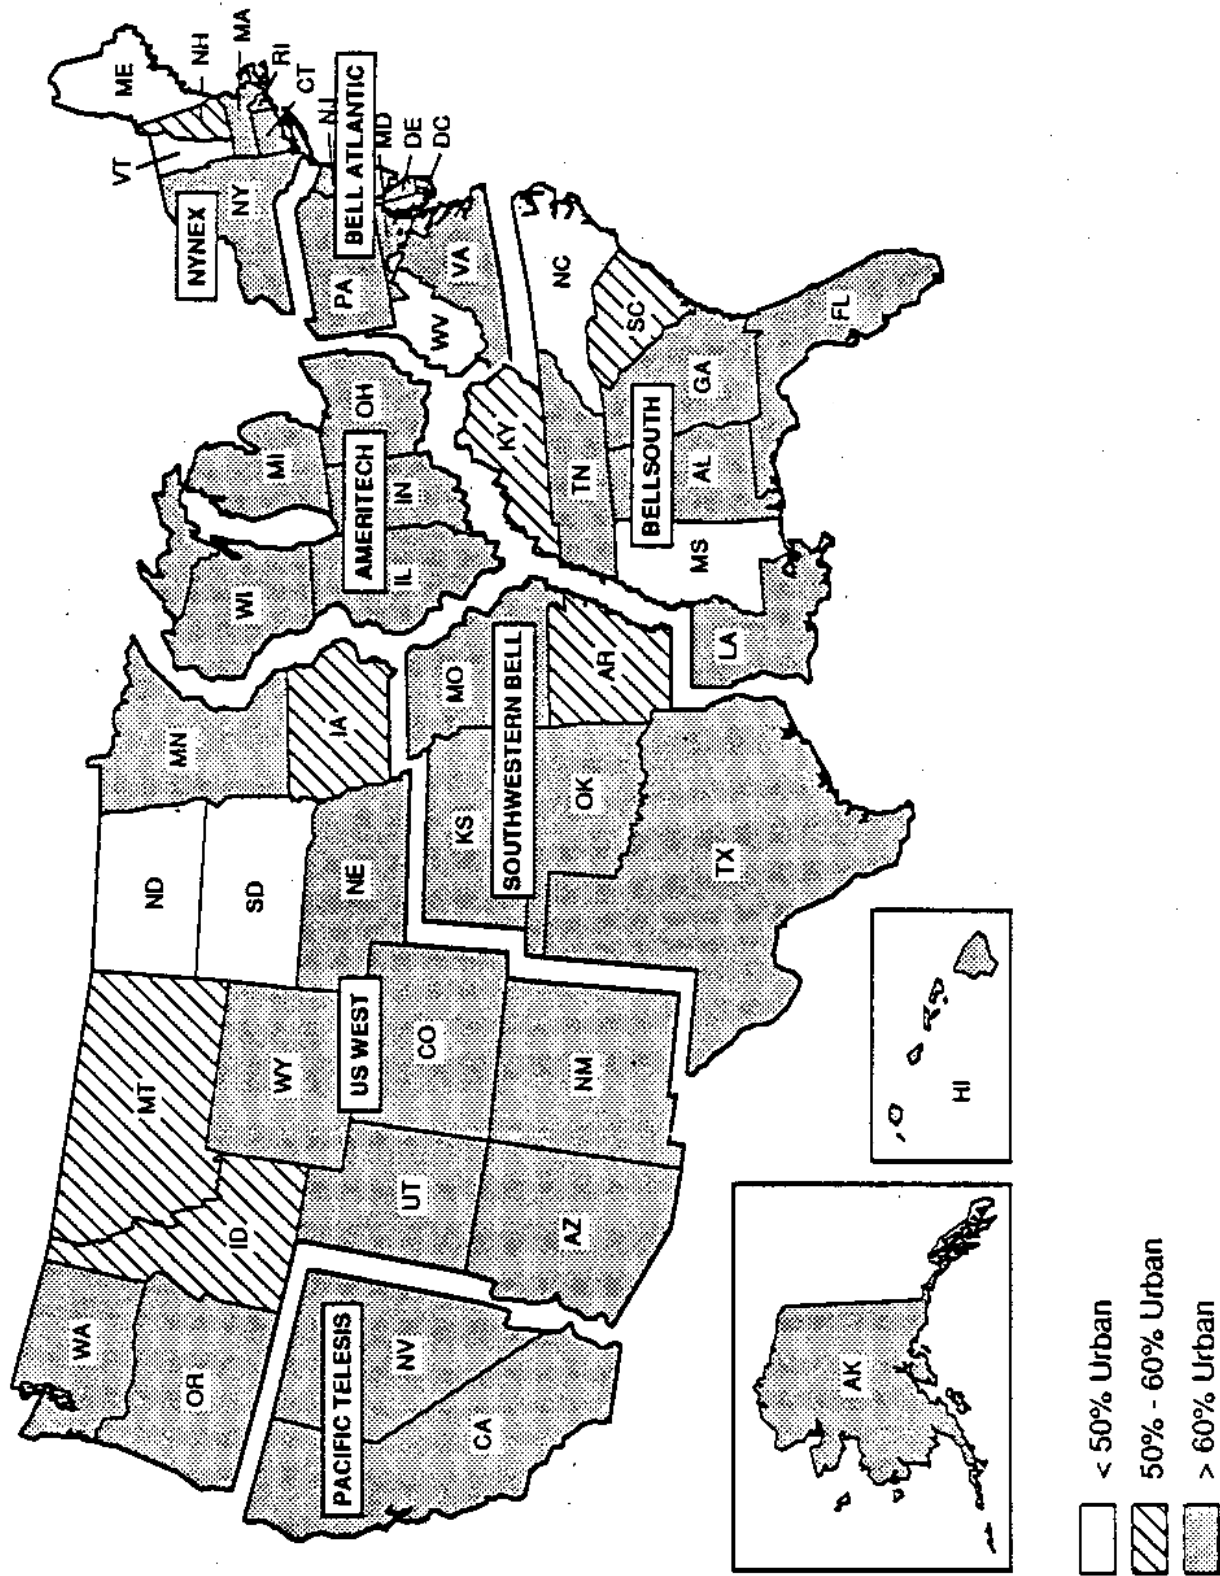 WA
OR
ID
MT
WY
ND
SD
NE
MN
IA
US WEST
UT
CO
AZ
NM
PACIFIC TELESIS
NV
CA
SOUTHWESTERN BELL
KS
MO
OK
AR
TX
AMERITECH
WI
MI
IL
IN
OH
BELLSOUTH
KY
TN
NC
SC
MS
AL
GA
LA
FL
NYNEX
ME
VT
NH
NY
MA
RI
CT
BELL ATLANTIC
PA
NJ
MD
DE
DC
WV
VA
AK
HI
< 50% Urban
50% - 60% Urban
> 60% Urban